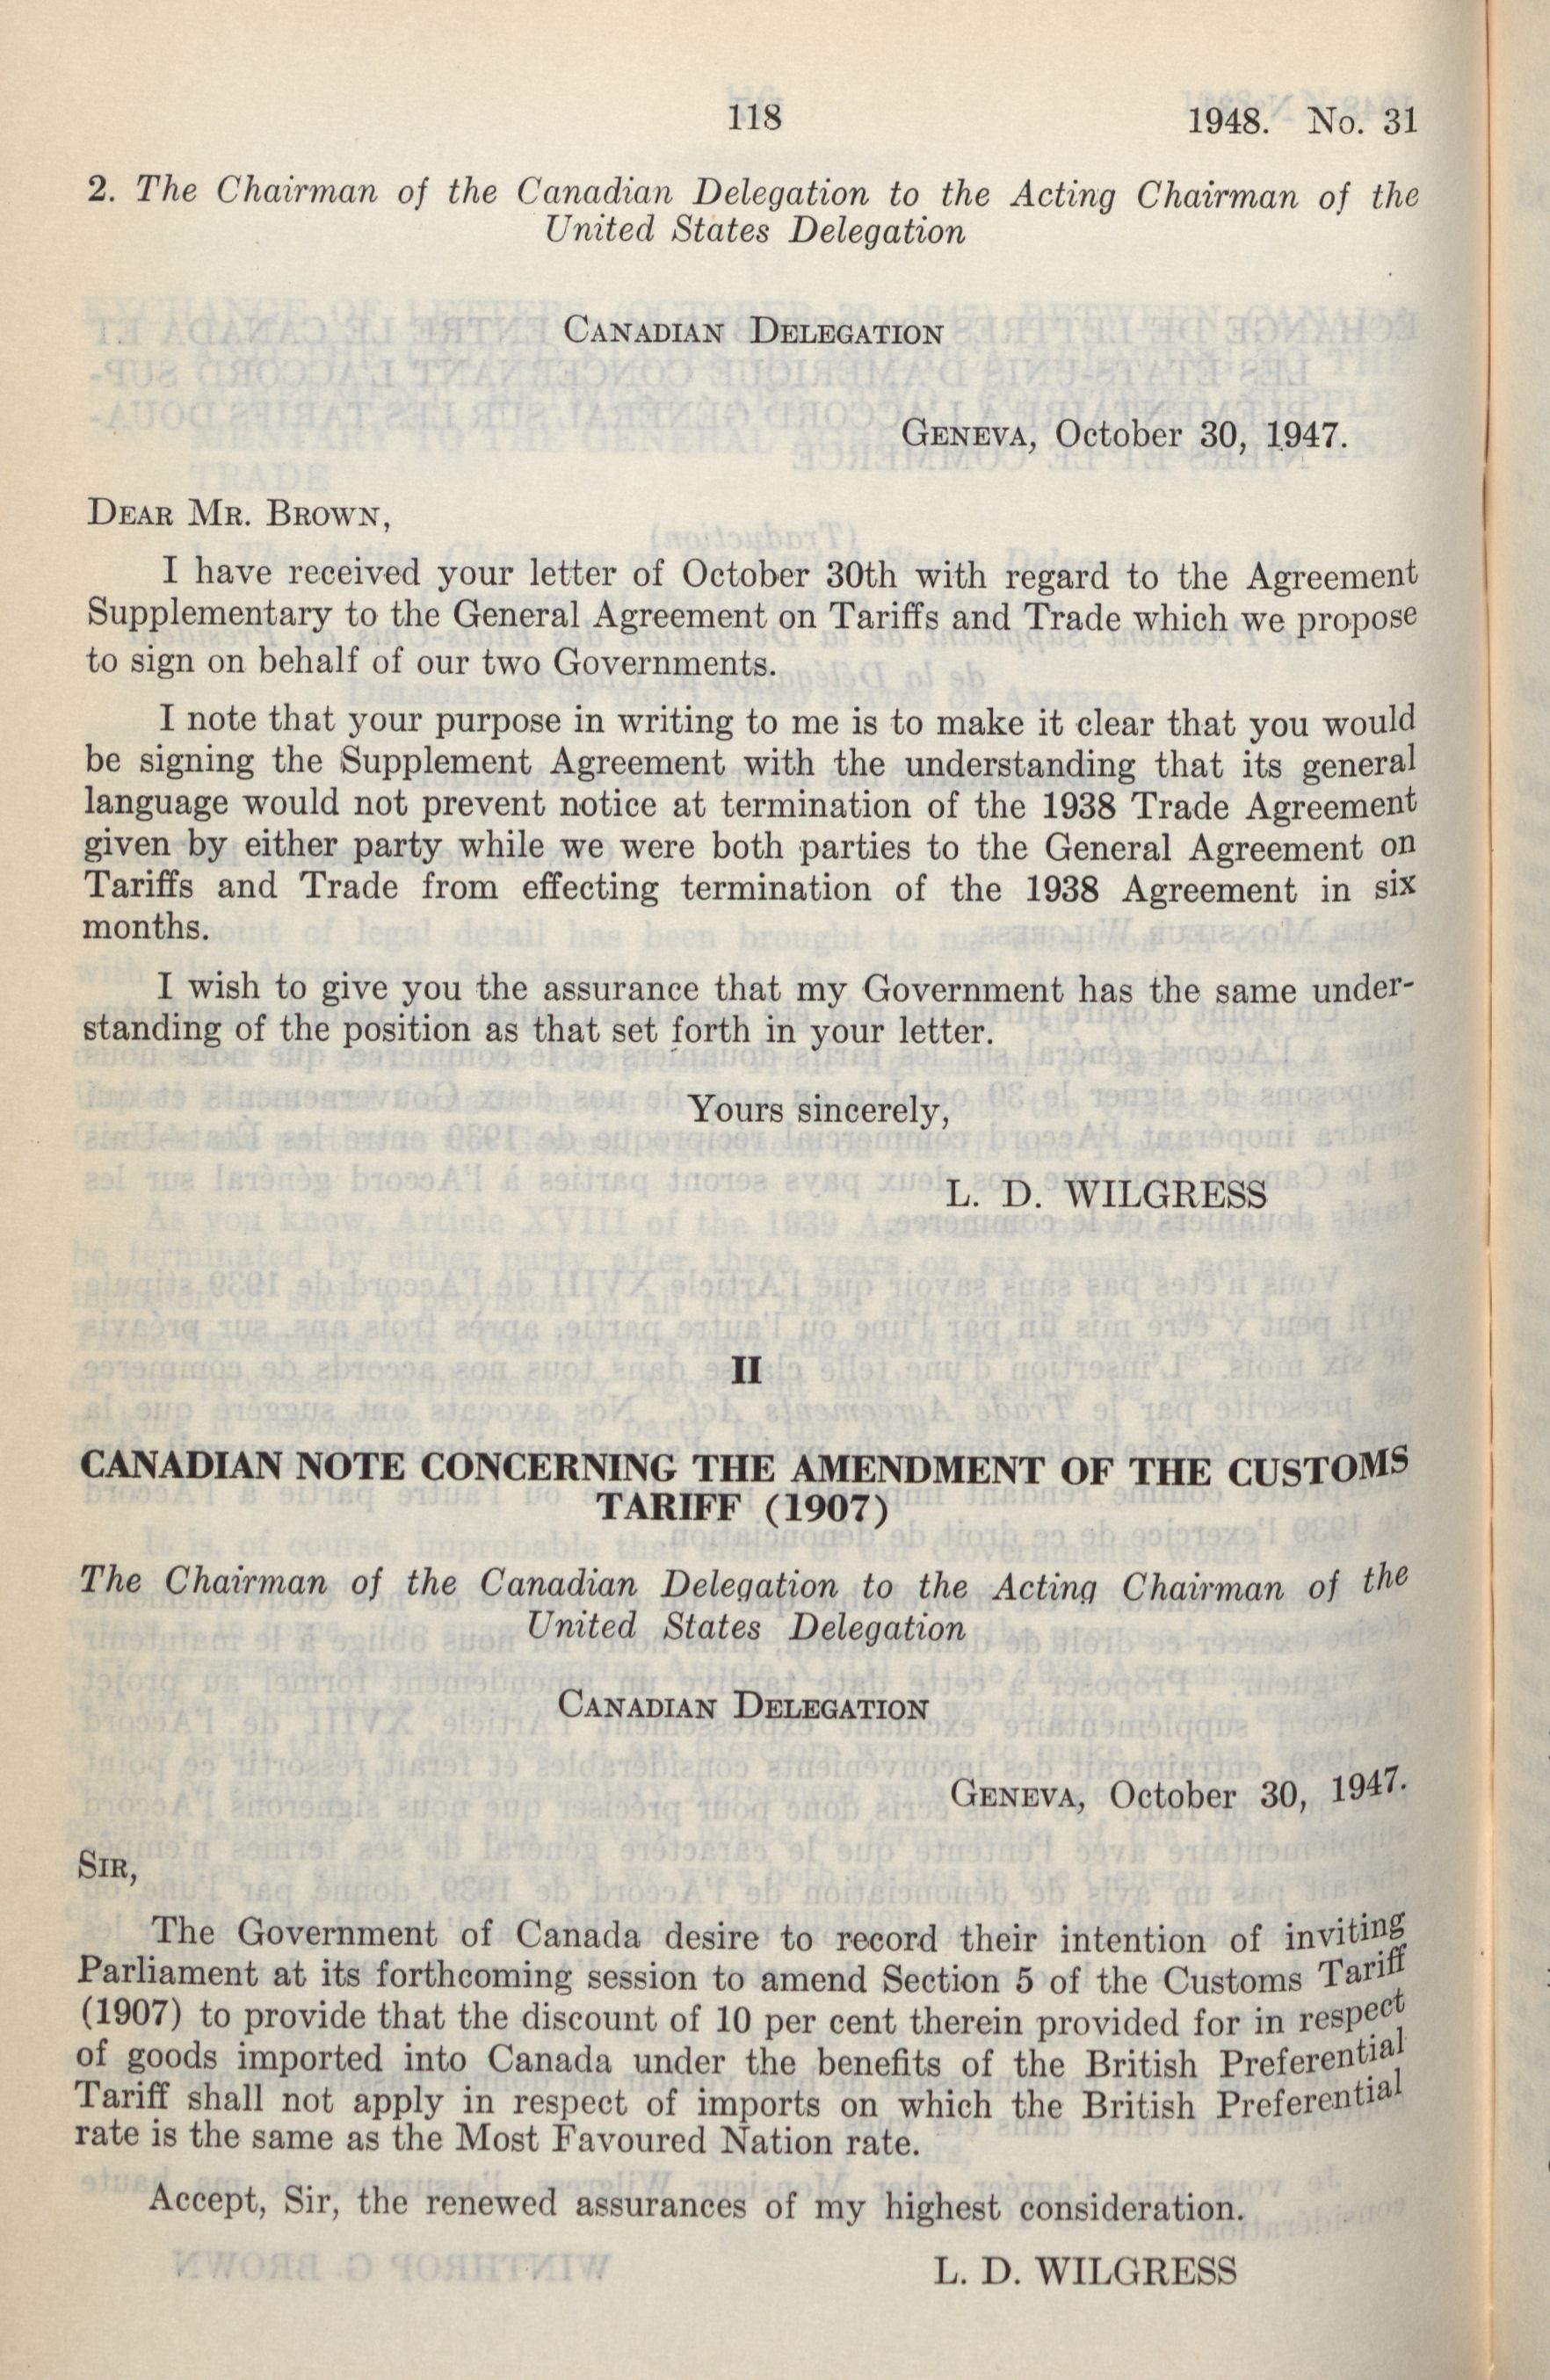 118
1948. No. 31
2. The Chairman of the Canadian Delegation to the Acting Chairman of the
United States Delegation
CANADIAN DELEGATION
GENEVA, October 30, 1947.
DEAR MR. BROWN,
I have received your letter of October 30th with regard to the Agreement
Supplementary to the General Agreement on Tariffs and Trade which we propose
to sign on behalf of our two Governments.
I note that your purpose in writing to me is to make it clear that you would
be signing the Supplement Agreement with the understanding that its general
language would not prevent notice at termination of the 1938 Trade Agreement
given by either party while we were both parties to the General Agreement on
Tariffs and Trade from effecting termination of the 1938 Agreement in six
months.
I wish to give you the assurance that my Government has the same under-
standing of the position as that set forth in your letter.
Yours sincerely,
L. D. WILGRESS
II
CANADIAN NOTE CONCERNING THE AMENDMENT OF THE CUSTOMS
TARIFF (1907)
The Chairman of the Canadian Delegation to the Acting Chairman of the
United States Delegation
CANADIAN DELEGATION
GENEVA, October 30, 1947.
SIR,
The Government of Canada desire to record their intention of inviting
Parliament at its forthcoming session to amend Section 5 of the Customs Tariff
(1907) to provide that the discount of 10 per cent therein provided for in respect
of goods imported into Canada under the benefits of the British Preferential
Tariff shall not apply in respect of imports on which the British Preferential
rate is the same as the Most Favoured Nation rate.
Accept, Sir, the renewed assurances of my highest consideration.
L. D. WILGRESS